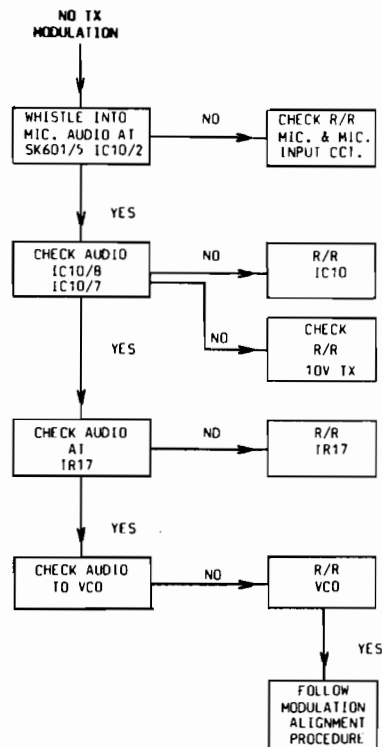 NO TX
MODULATION
WHISTLE INTO
MIC. AUDIO AT
SK601/5 IC10/2
NO
CHECK R/R
MIC. & MIC.
INPUT CCT.
YES
CHECK AUDIO
IC10/8
IC10/7
NO
R/R
IC10
NO
CHECK
R/R
10V TX
YES
CHECK AUDIO
AT
TR17
NO
R/R
TR17
YES
CHECK AUDIO
TO VCO
NO
R/R
VCO
YES
FOLLOW
MODULATION
ALIGNMENT
PROCEDURE